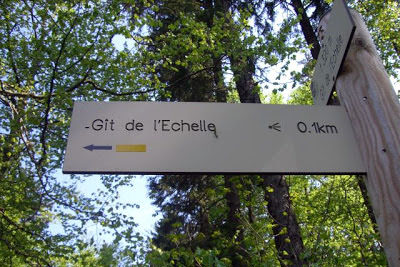 -Gît de l'Echelle 0.1km